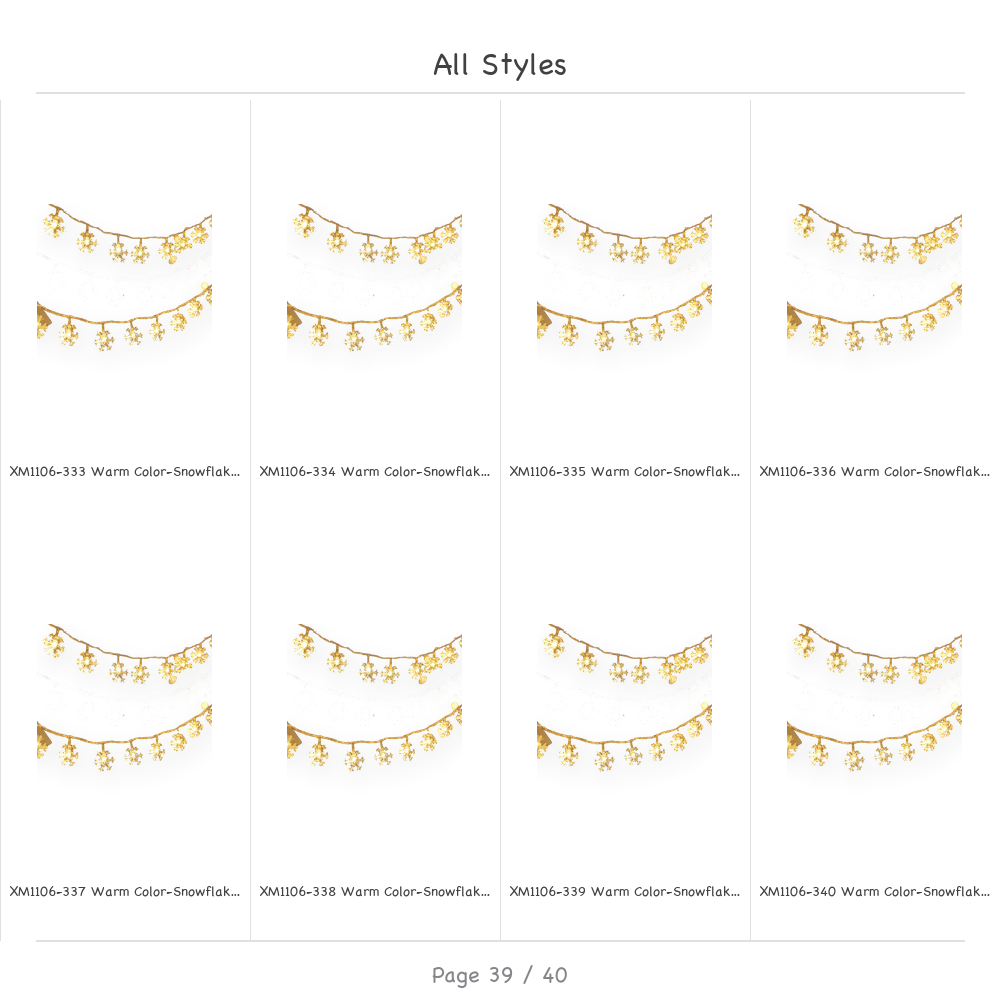 All Styles
XM1106-333 Warm Color-Snowflak...
XM1106-334 Warm Color-Snowflak...
XM1106-335 Warm Color-Snowflak...
XM1106-336 Warm Color-Snowflak...
XM1106-337 Warm Color-Snowflak...
XM1106-338 Warm Color-Snowflak...
XM1106-339 Warm Color-Snowflak...
XM1106-340 Warm Color-Snowflak...
Page 39 / 40